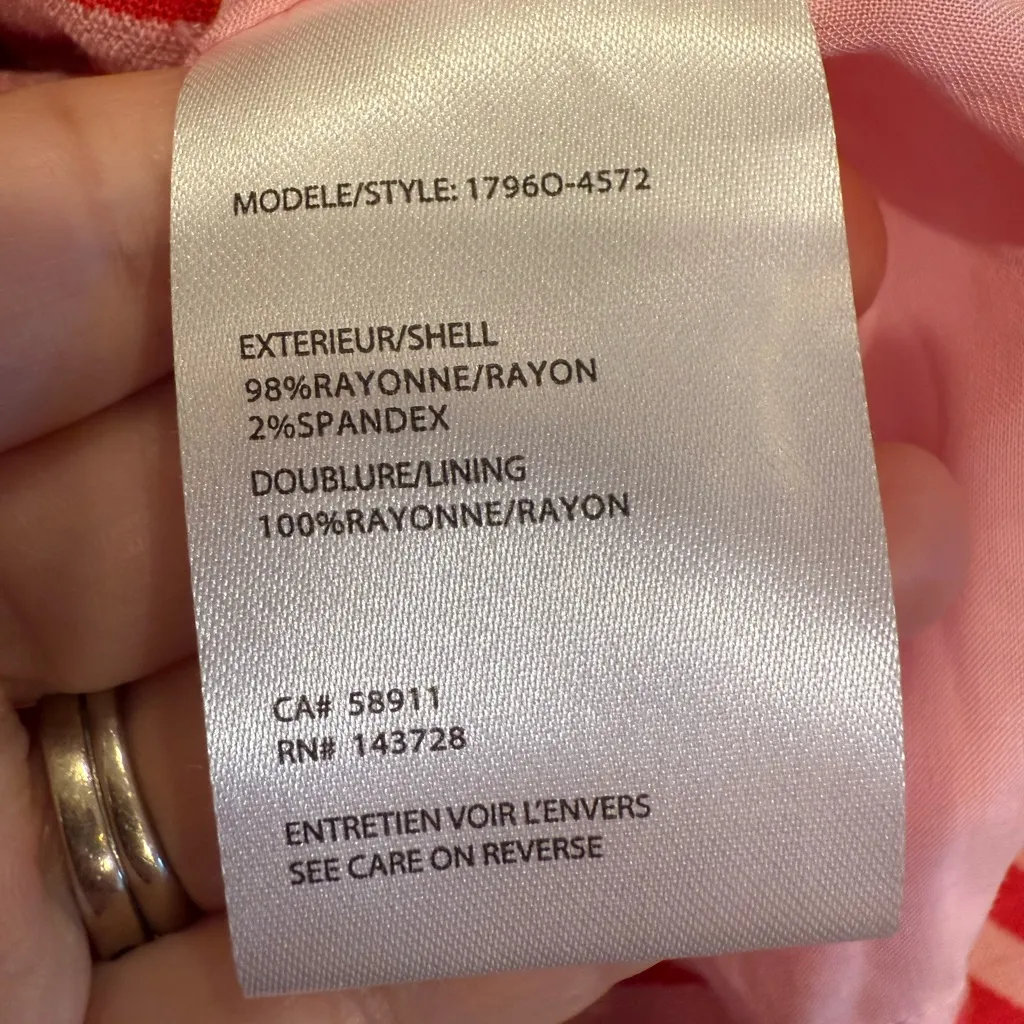 MODELE/STYLE: 1796O-4572
EXTERIEUR/SHELL
98%RAYONNE/RAYON
2%SPANDEX
DOUBLURE/LINING
100%RAYONNE/RAYON
CA# 58911
RN# 143728
ENTRETIEN VOIR L'ENVERS
SEE CARE ON REVERSE